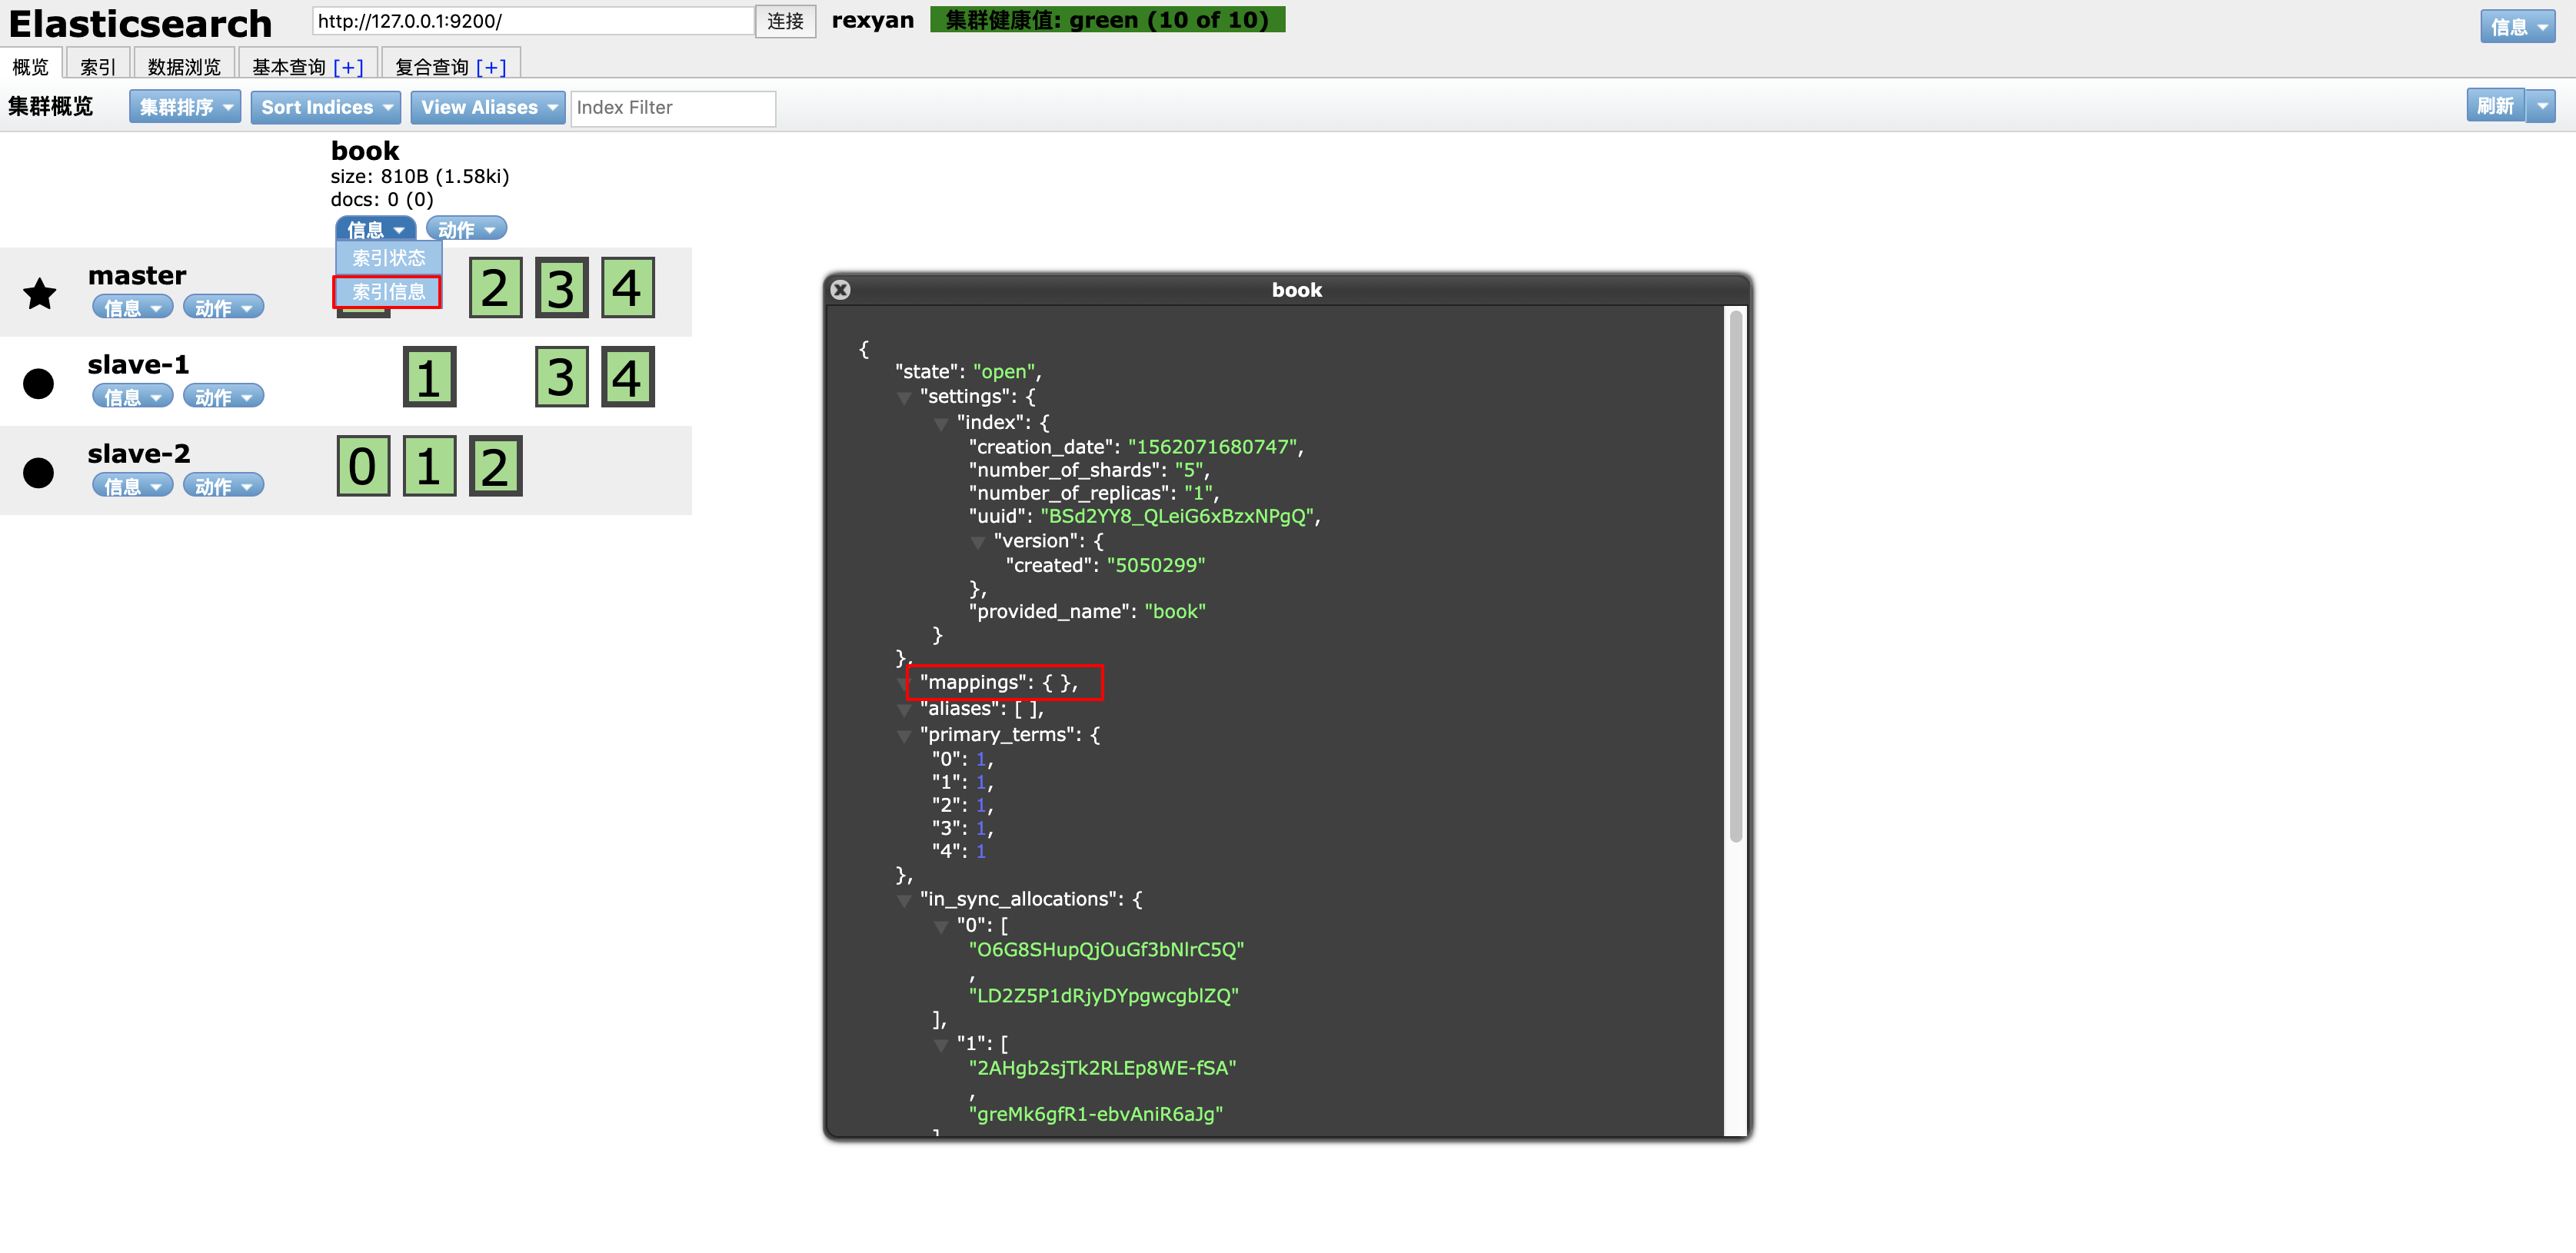 Elasticsearch
http://127.0.0.1:9200/ 连接 rexyan 集群健康值: green (10 of 10) 信息
概览 索引 数据浏览 基本查询 [+] 复合查询 [+]
集群概览 集群排序 Sort Indices View Aliases Index Filter 刷新
book
size: 810B (1.58ki)
docs: 0 (0)
信息 动作
索引状态
索引信息
master
信息 动作
2 3 4
slave-1
信息 动作
1 3 4
slave-2
信息 动作
0 1 2
book
{
"state": "open",
"settings": {
"index": {
"creation_date": "1562071680747",
"number_of_shards": "5",
"number_of_replicas": "1",
"uuid": "BSd2YY8_QLeiG6xBzxNPgQ",
"version": {
"created": "5050299"
},
"provided_name": "book"
}
},
"mappings": { },
"aliases": [ ],
"primary_terms": {
"0": 1,
"1": 1,
"2": 1,
"3": 1,
"4": 1
},
"in_sync_allocations": {
"0": [
"O6G8SHupQjOuGf3bNlrC5Q"
,
"LD2Z5P1dRjyDYpgwcgblZQ"
],
"1": [
"2AHgb2sjTk2RLEp8WE-fSA"
,
"greMk6gfR1-ebvAniR6aJg"
]